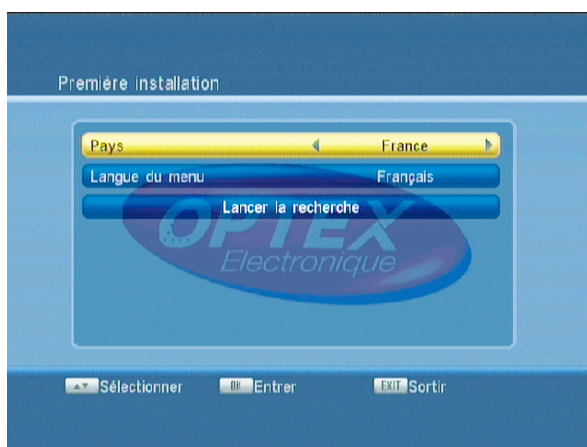 Première installation
Pays France
Langue du menu Français
Lancer la recherche
OPTEX
Electronique
Sélectionner OK Entrer EXIT Sortir